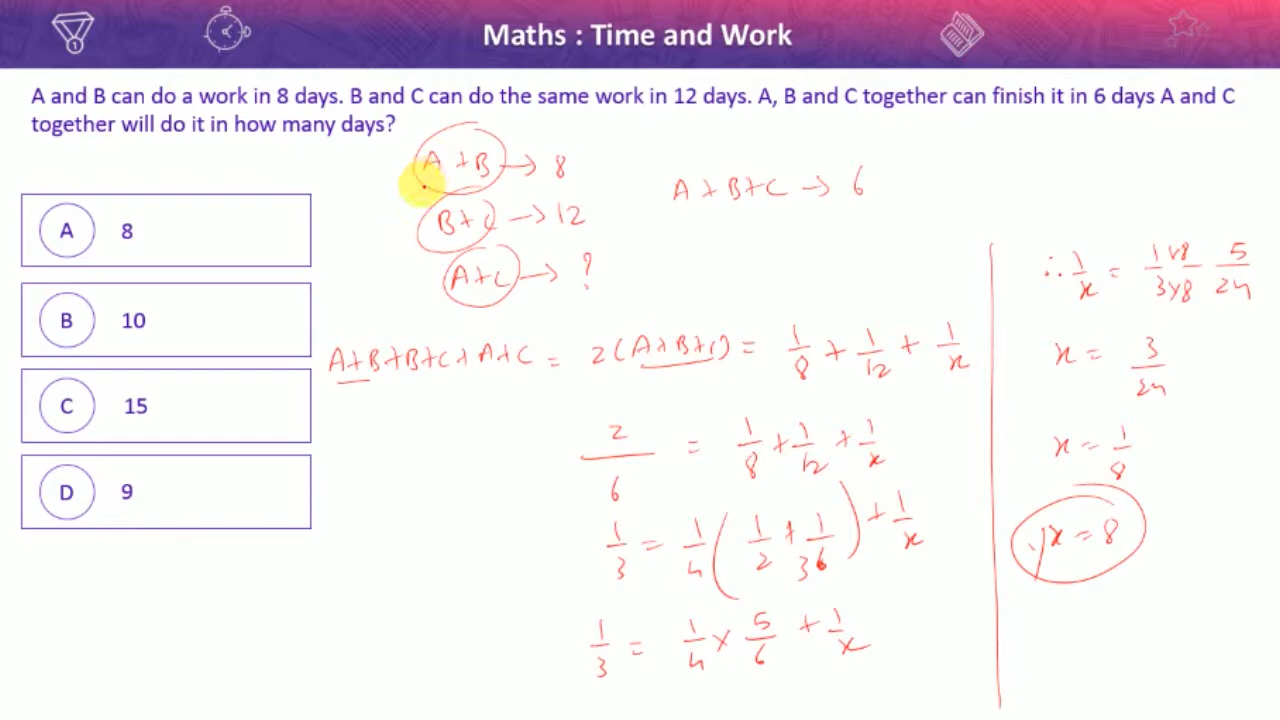 Maths : Time and Work
A and B can do a work in 8 days. B and C can do the same work in 12 days. A, B and C together can finish it in 6 days A and C
together will do it in how many days?
A 8
B 10
C 15
D 9
A+B → 8
B+C → 12
A+C → ?
A+B+C → 6
A+B+B+C+A+C = 2(A+B+C) = 1/8 + 1/12 + 1/x
2/6 = 1/8 + 1/12 + 1/x
1/3 = 1/4 ( 1/2 + 1/3 ) + 1/x
1/3 = 1/4 × 5/6 + 1/x
∴ 1/x = 1×8/3×8 5/24
x = 3/24
x = 1/8
x = 8